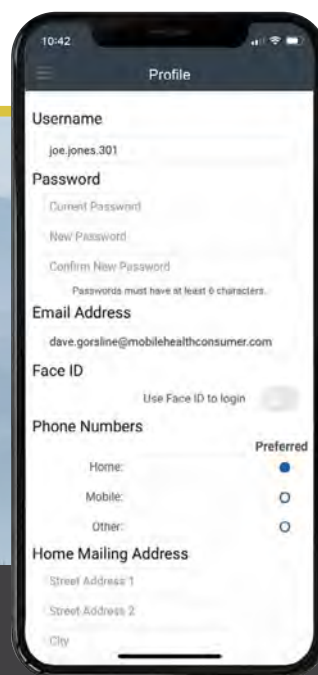 10:42
Profile
Username
joe.jones.301
Password
Current Password
New Password
Confirm New Password
Passwords must have at least 6 characters.
Email Address
dave.gorsline@mobilehealthconsumer.com
Face ID
Use Face ID to login
Phone Numbers
Preferred
Home:
Mobile:
Other:
Home Mailing Address
Street Address 1
Street Address 2
City